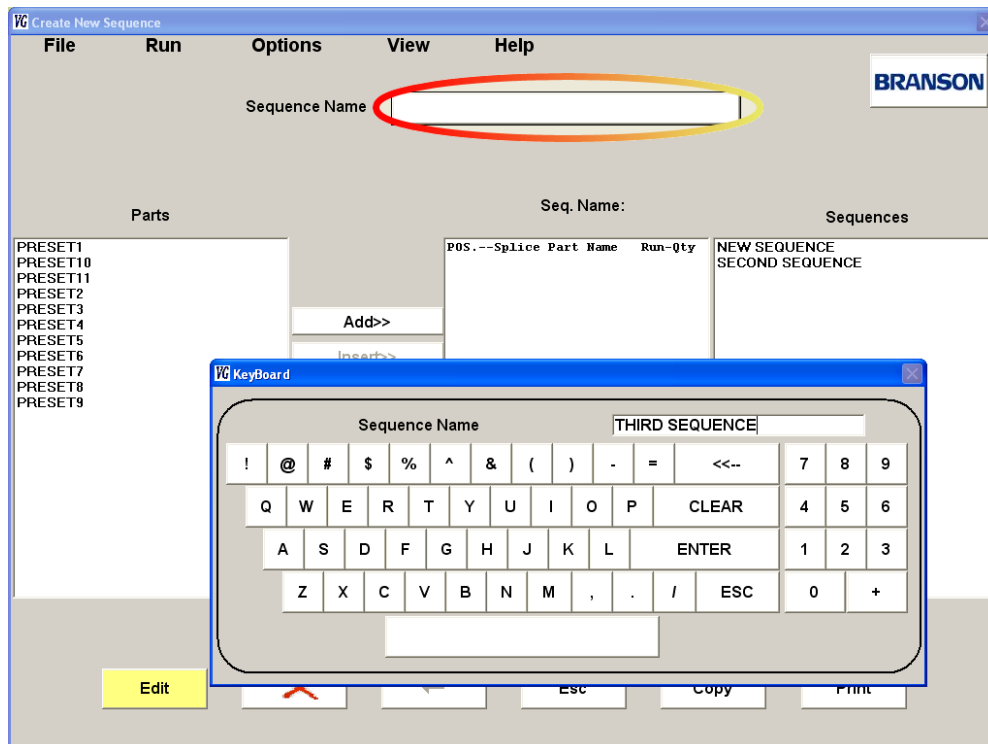 VG Create New Sequence
File Run Options View Help
BRANSON
Sequence Name
Parts
Seq. Name:
Sequences
PRESET1
PRESET10
PRESET11
PRESET2
PRESET3
PRESET4
PRESET5
PRESET6
PRESET7
PRESET8
PRESET9
Add>>
Insert>>
POS.--Splice Part Name Run-Qty
NEW SEQUENCE
SECOND SEQUENCE
VG KeyBoard
Sequence Name THIRD SEQUENCE
! @ # $ % ^ & ( ) - = <<-- 7 8 9
Q W E R T Y U I O P CLEAR 4 5 6
A S D F G H J K L ENTER 1 2 3
Z X C V B N M , . / ESC 0 +
Edit Esc Copy Print